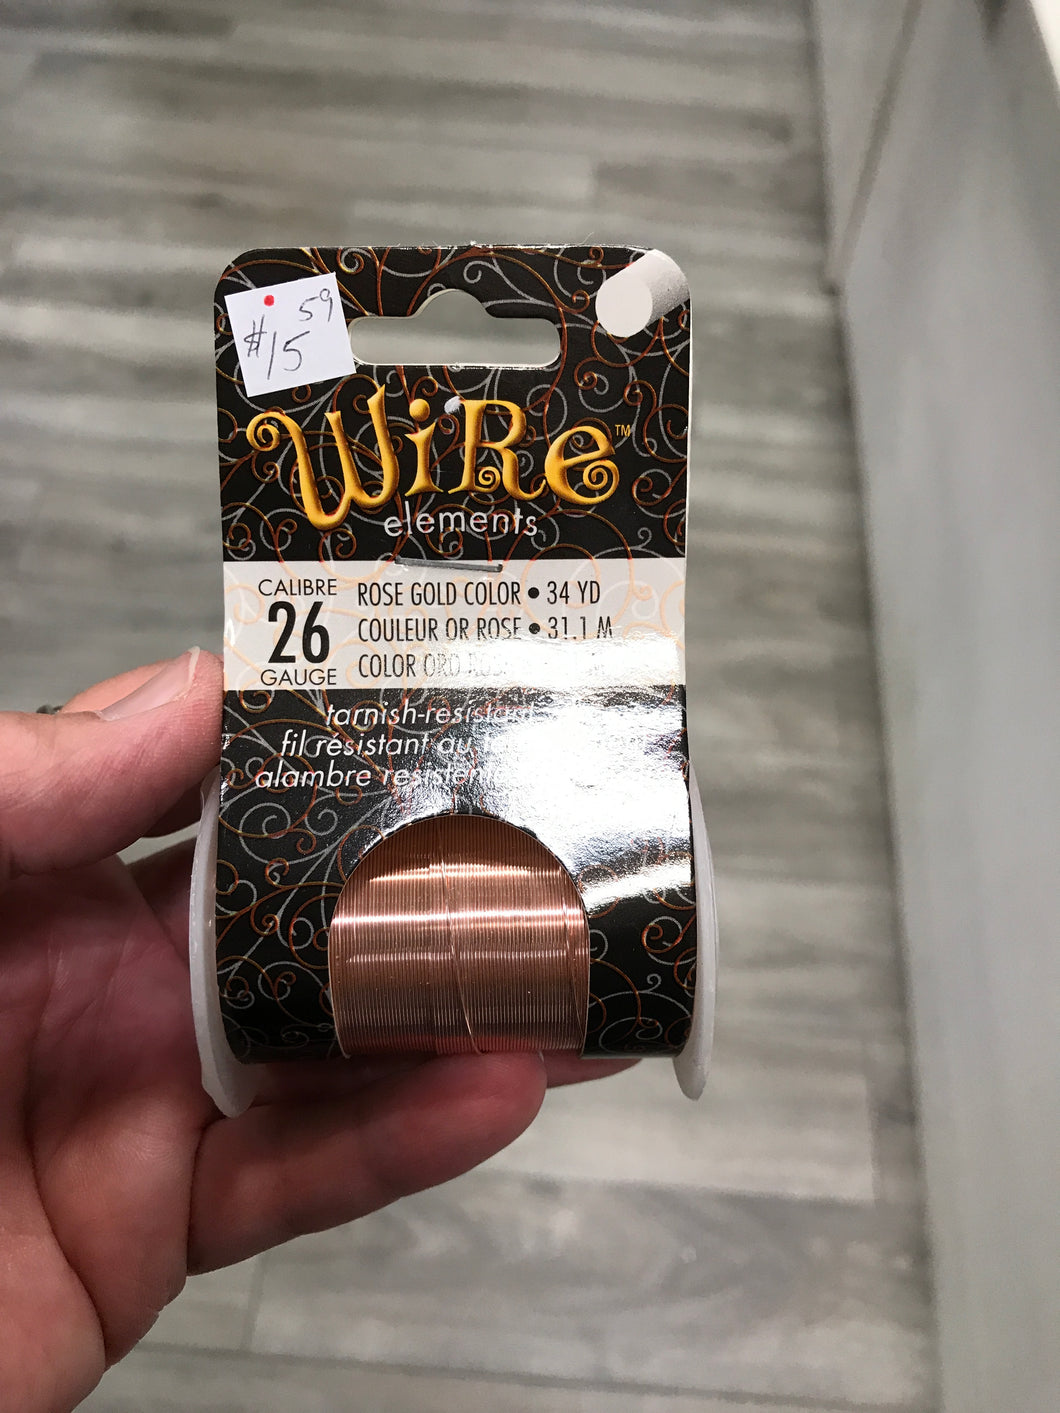 59
$15
WiRe™
elements
CALIBRE
26
GAUGE
ROSE GOLD COLOR • 34 YD
COULEUR OR ROSE • 31.1 M
COLOR ORO
tarnish-resistant
fil résistant au
alambre resistente